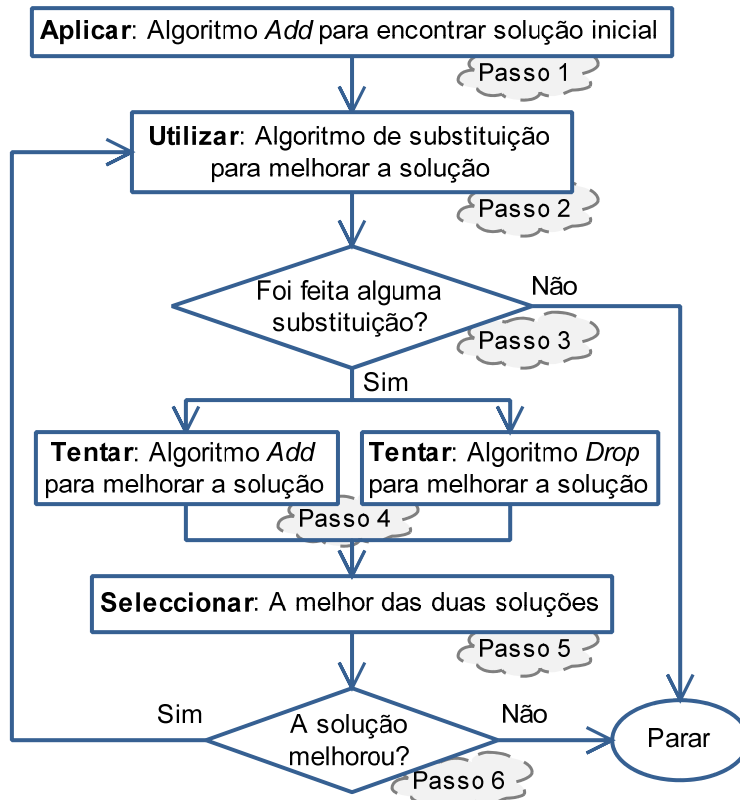 Aplicar: Algoritmo Add para encontrar solução inicial
Passo 1
Utilizar: Algoritmo de substituição
para melhorar a solução
Passo 2
Foi feita alguma
substituição?
Não
Passo 3
Sim
Tentar: Algoritmo Add
para melhorar a solução
Tentar: Algoritmo Drop
para melhorar a solução
Passo 4
Seleccionar: A melhor das duas soluções
Passo 5
Sim
A solução
melhorou?
Não
Parar
Passo 6